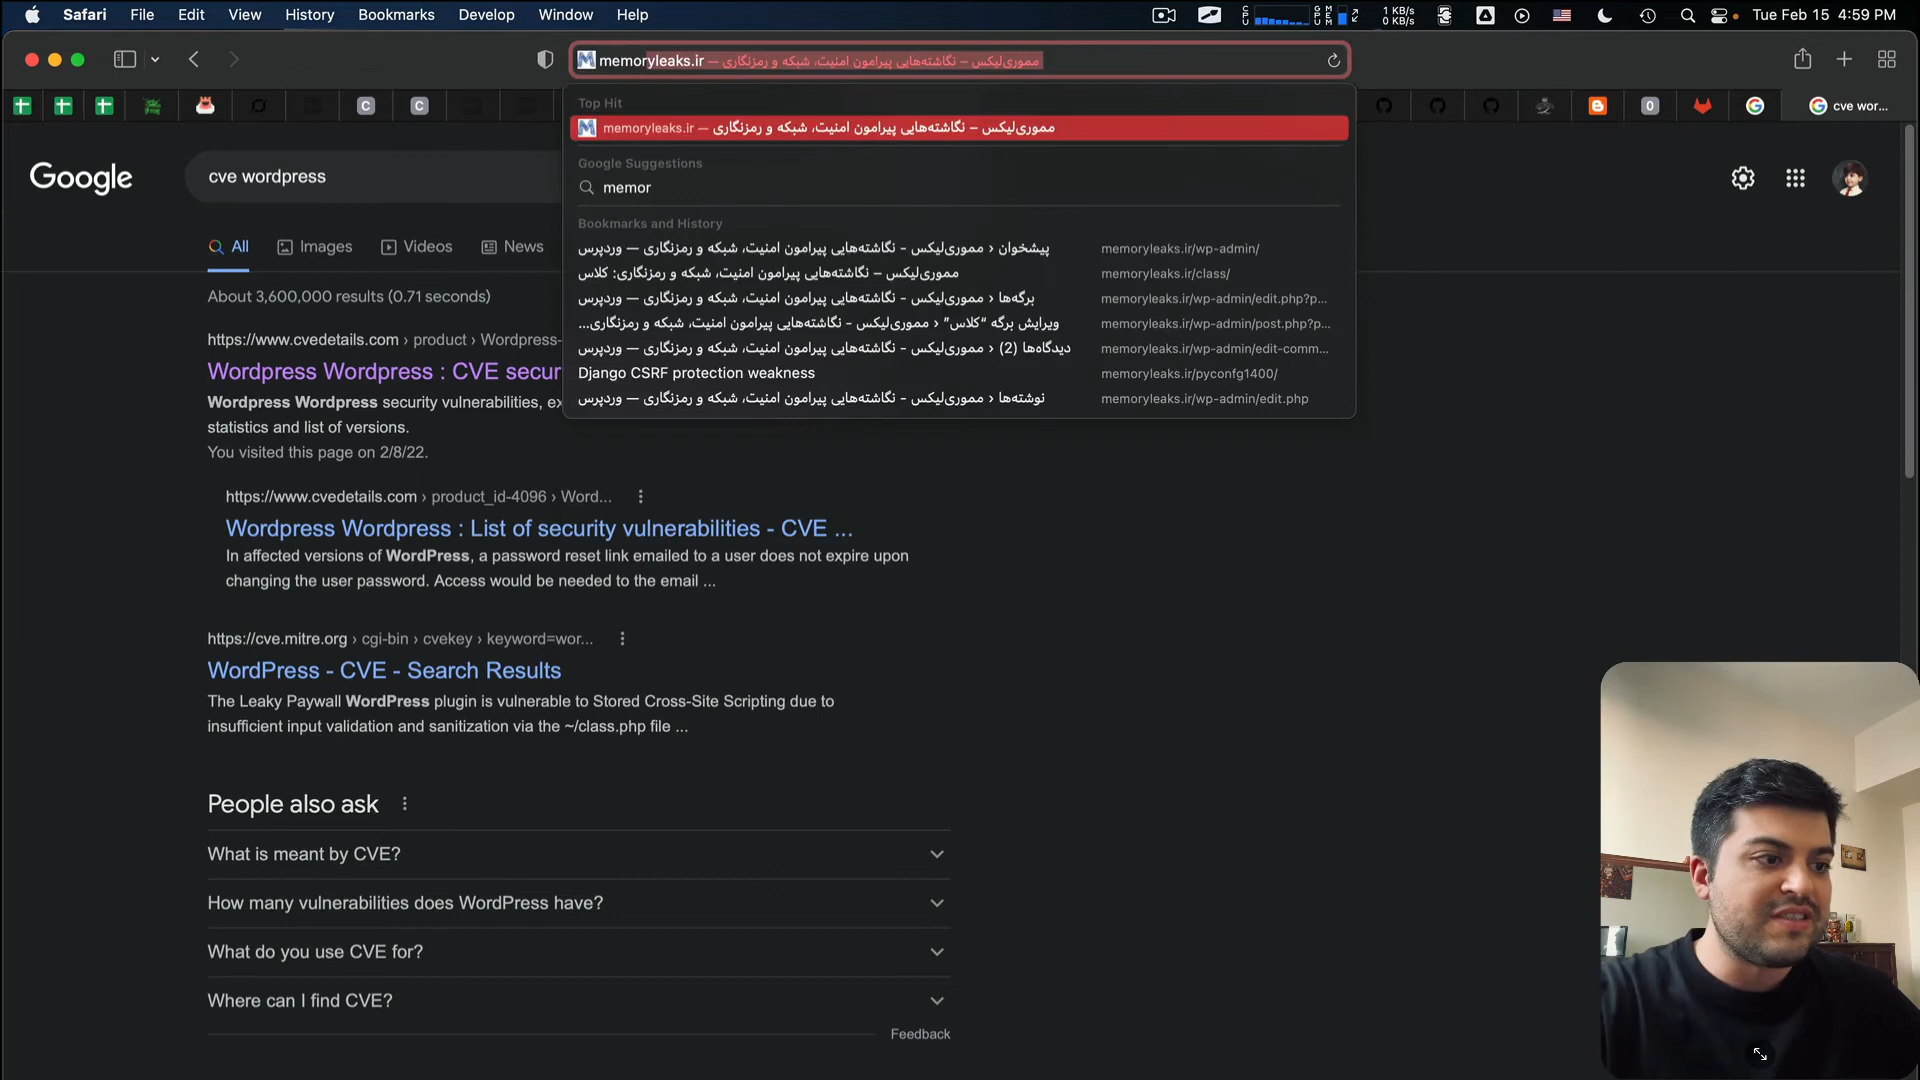 Safari File Edit View History Bookmarks Develop Window Help
CPU GPU MEM 1 KB/s 0 KB/s Tue Feb 15 4:59 PM
memoryleaks.ir — مموری‌لیکس – نگاشته‌هایی پیرامون امنیت، شبکه و رمزنگاری
C C 0 cve wor...
Top Hit
memoryleaks.ir — مموری‌لیکس – نگاشته‌هایی پیرامون امنیت، شبکه و رمزنگاری
Google Suggestions
memor
Bookmarks and History
پیشخوان ‹ مموری‌لیکس - نگاشته‌هایی پیرامون امنیت، شبکه و رمزنگاری — وردپرس memoryleaks.ir/wp-admin/
مموری‌لیکس – نگاشته‌هایی پیرامون امنیت، شبکه و رمزنگاری: کلاس memoryleaks.ir/class/
برگه‌ها ‹ مموری‌لیکس - نگاشته‌هایی پیرامون امنیت، شبکه و رمزنگاری — وردپرس memoryleaks.ir/wp-admin/edit.php?p...
ویرایش برگه “کلاس” ‹ مموری‌لیکس - نگاشته‌هایی پیرامون امنیت، شبکه و رمزنگاری... memoryleaks.ir/wp-admin/post.php?p...
دیدگاه‌ها (2) ‹ مموری‌لیکس - نگاشته‌هایی پیرامون امنیت، شبکه و رمزنگاری — وردپرس memoryleaks.ir/wp-admin/edit-comm...
Django CSRF protection weakness memoryleaks.ir/pyconfg1400/
نوشته‌ها ‹ مموری‌لیکس - نگاشته‌هایی پیرامون امنیت، شبکه و رمزنگاری — وردپرس memoryleaks.ir/wp-admin/edit.php
Google
cve wordpress
All Images Videos News
About 3,600,000 results (0.71 seconds)
https://www.cvedetails.com › product › Wordpress-
Wordpress Wordpress : CVE secur
Wordpress Wordpress security vulnerabilities, ex
statistics and list of versions.
You visited this page on 2/8/22.
https://www.cvedetails.com › product_id-4096 › Word...
Wordpress Wordpress : List of security vulnerabilities - CVE ...
In affected versions of WordPress, a password reset link emailed to a user does not expire upon
changing the user password. Access would be needed to the email ...
https://cve.mitre.org › cgi-bin › cvekey › keyword=wor...
WordPress - CVE - Search Results
The Leaky Paywall WordPress plugin is vulnerable to Stored Cross-Site Scripting due to
insufficient input validation and sanitization via the ~/class.php file ...
People also ask
What is meant by CVE?
How many vulnerabilities does WordPress have?
What do you use CVE for?
Where can I find CVE?
Feedback